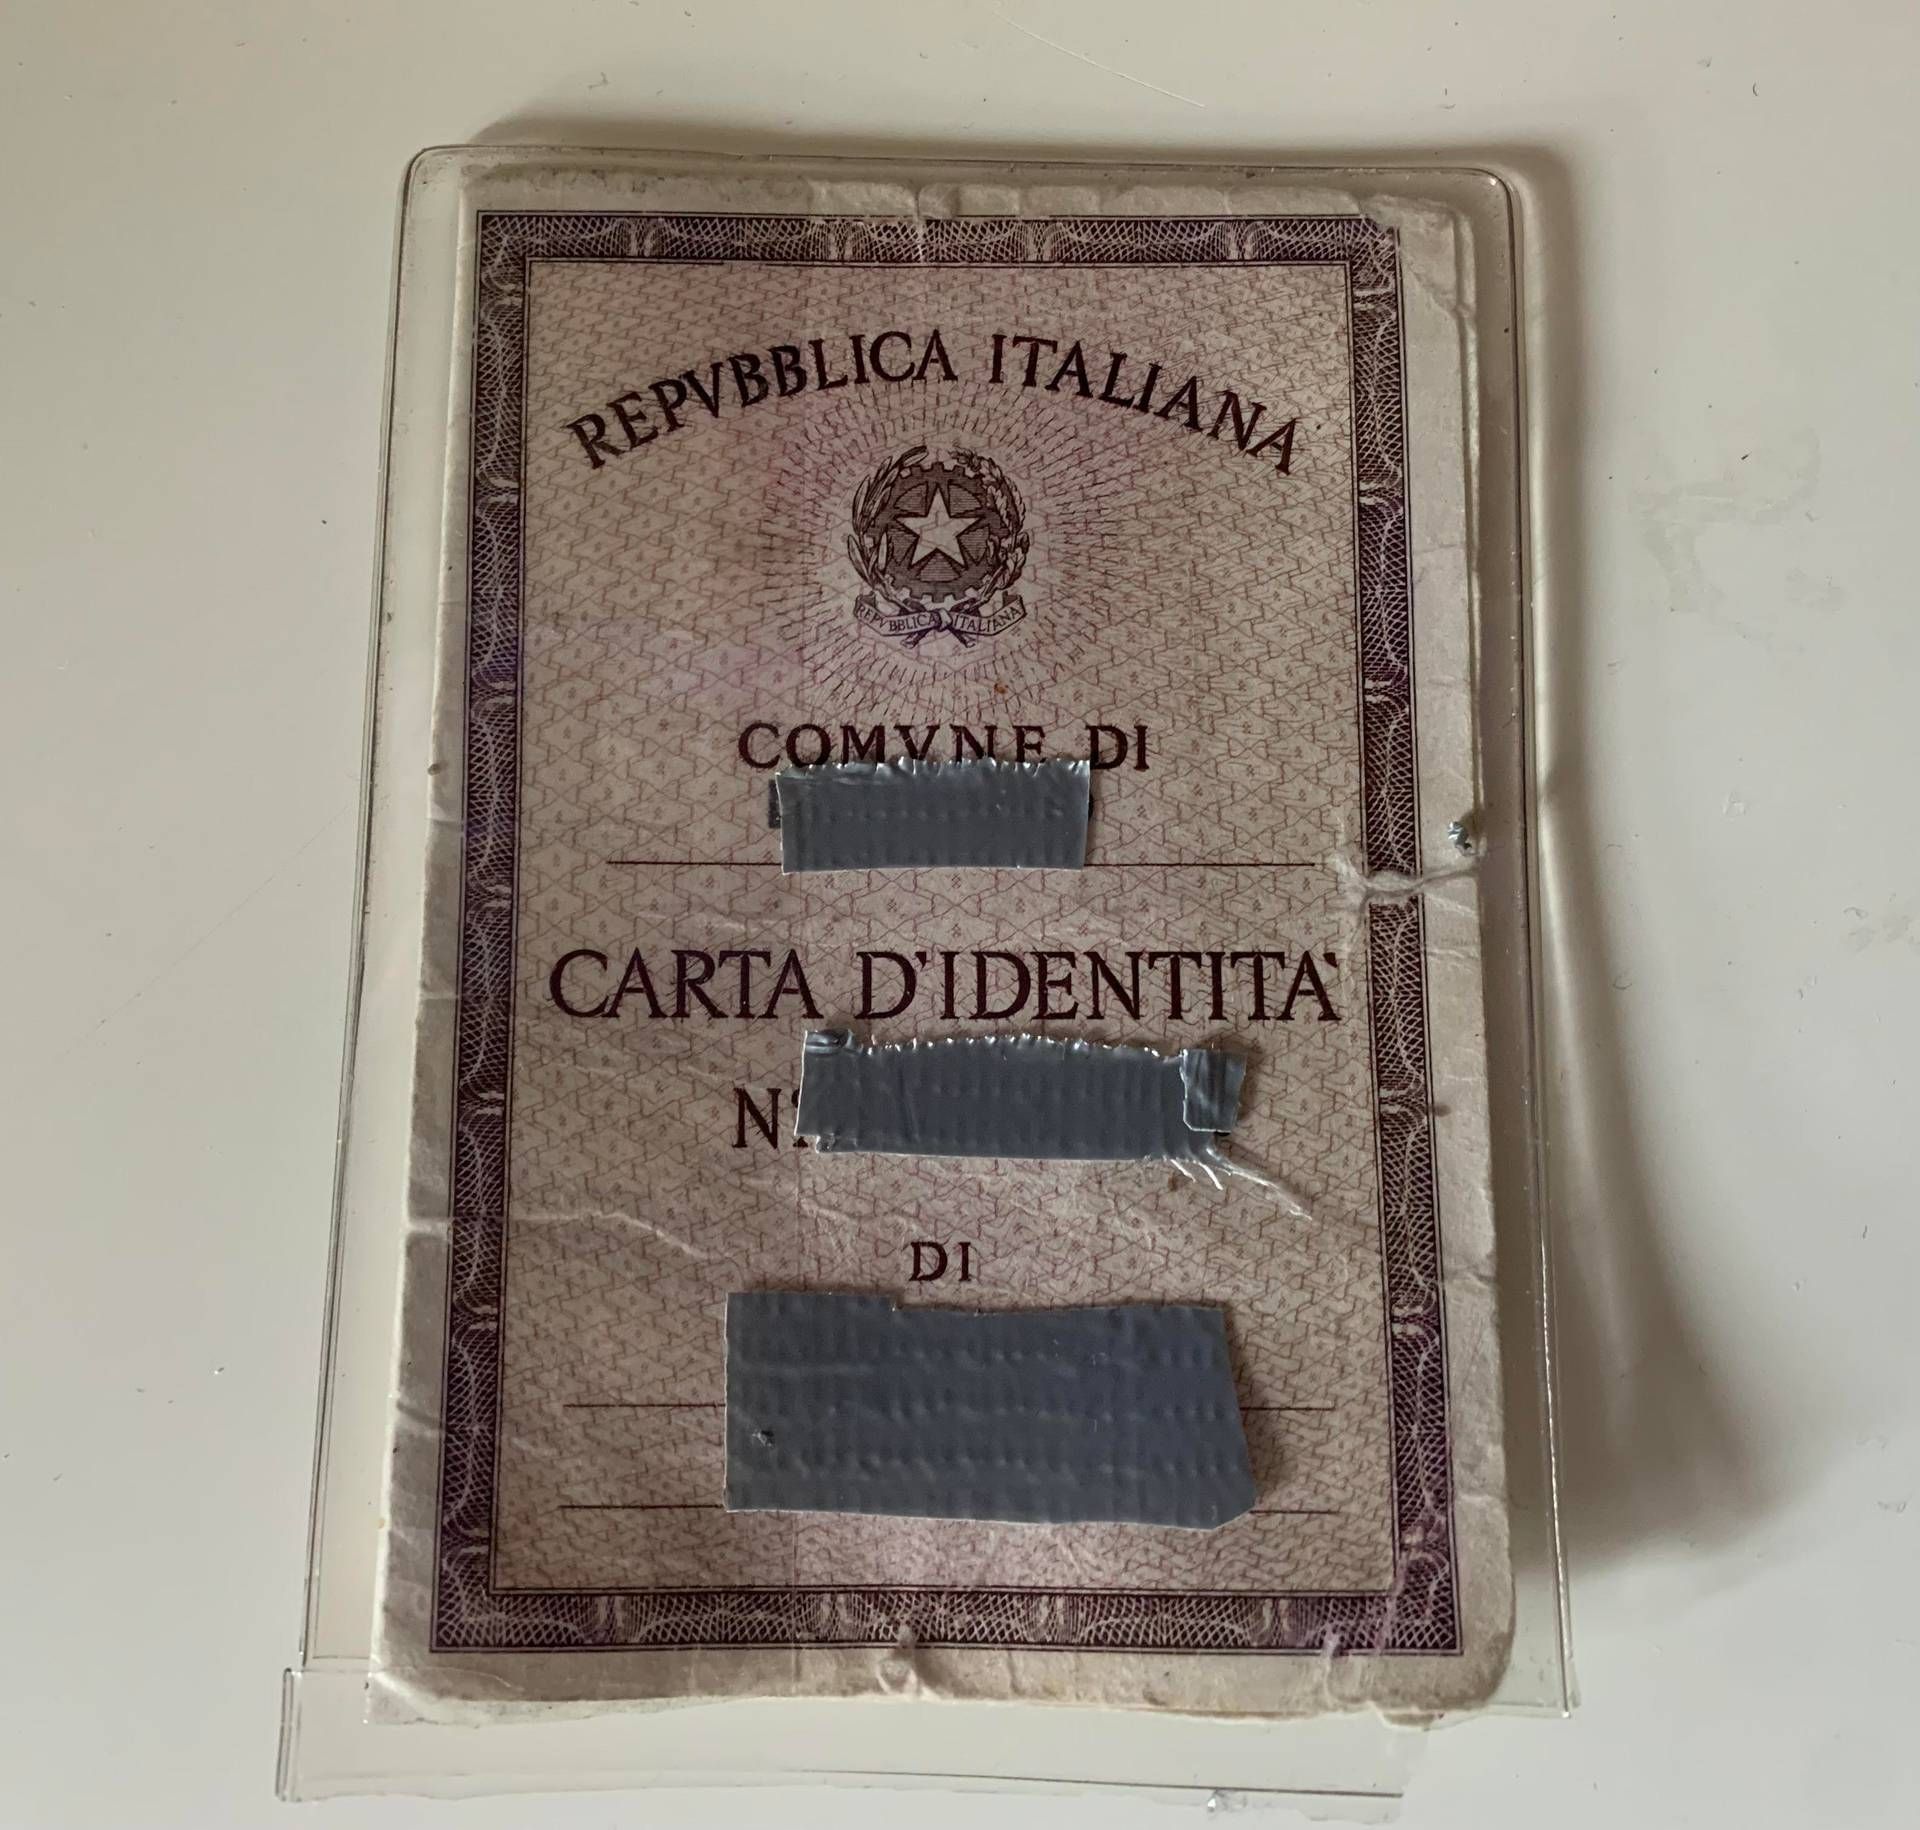 REPVBBLICA ITALIANA
REPVBBLICA ITALIANA
COMVNE DI
CARTA D'IDENTITA'
N°
DI